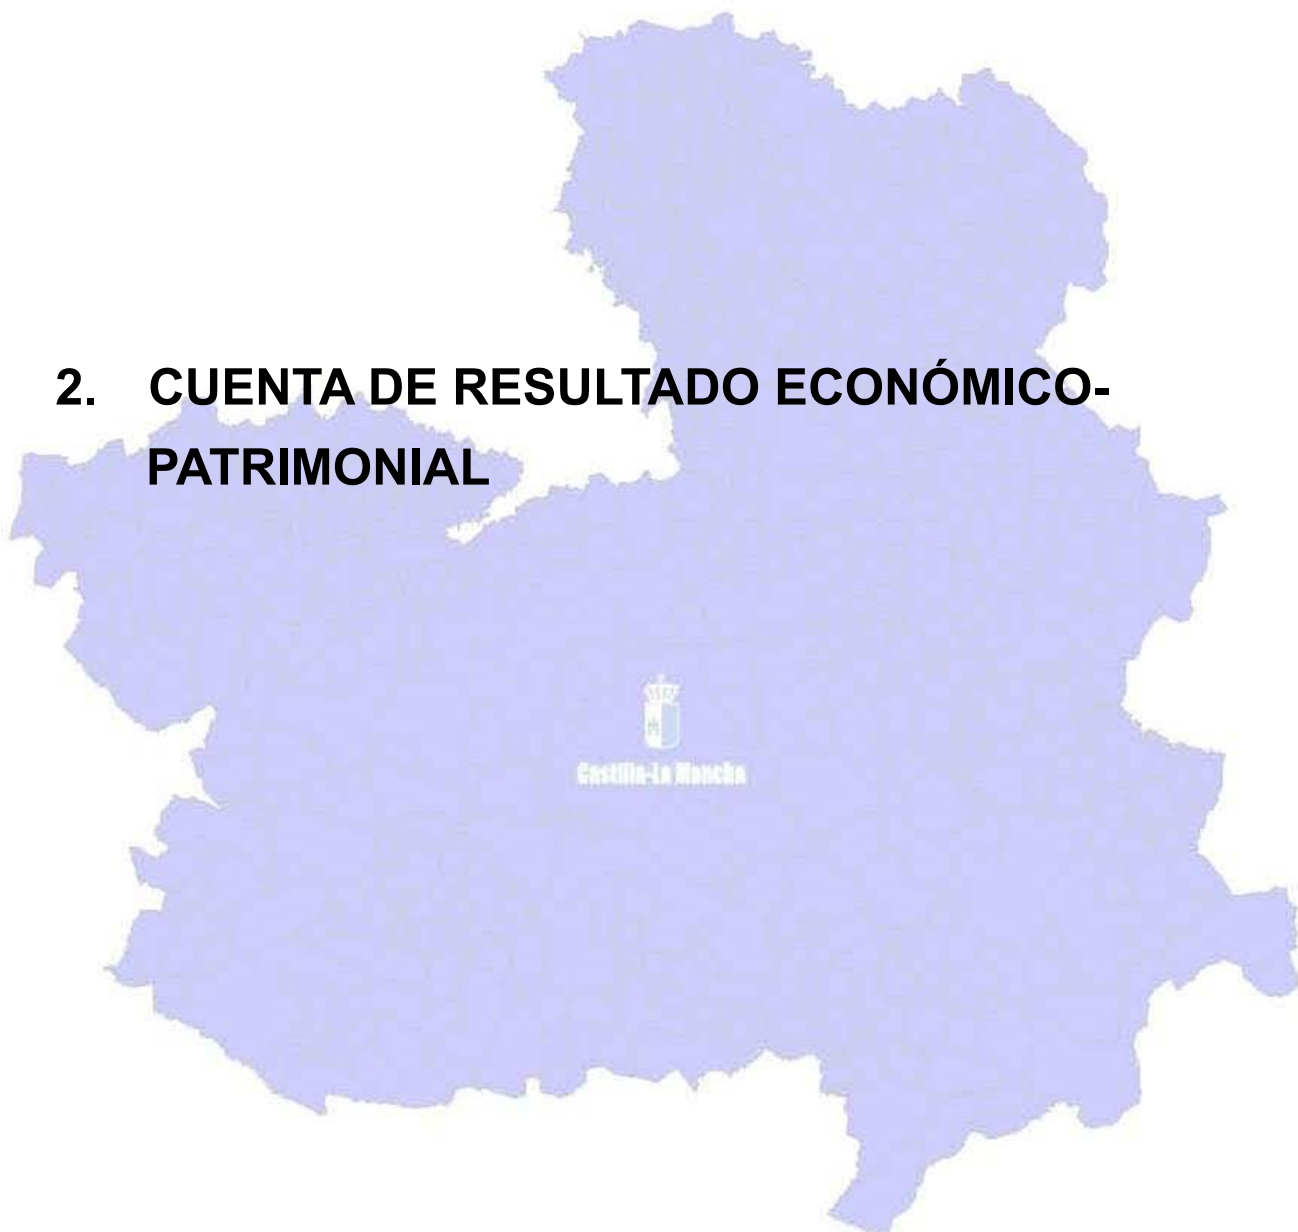 2. CUENTA DE RESULTADO ECONÓMICO-
PATRIMONIAL
Castilla-La Mancha